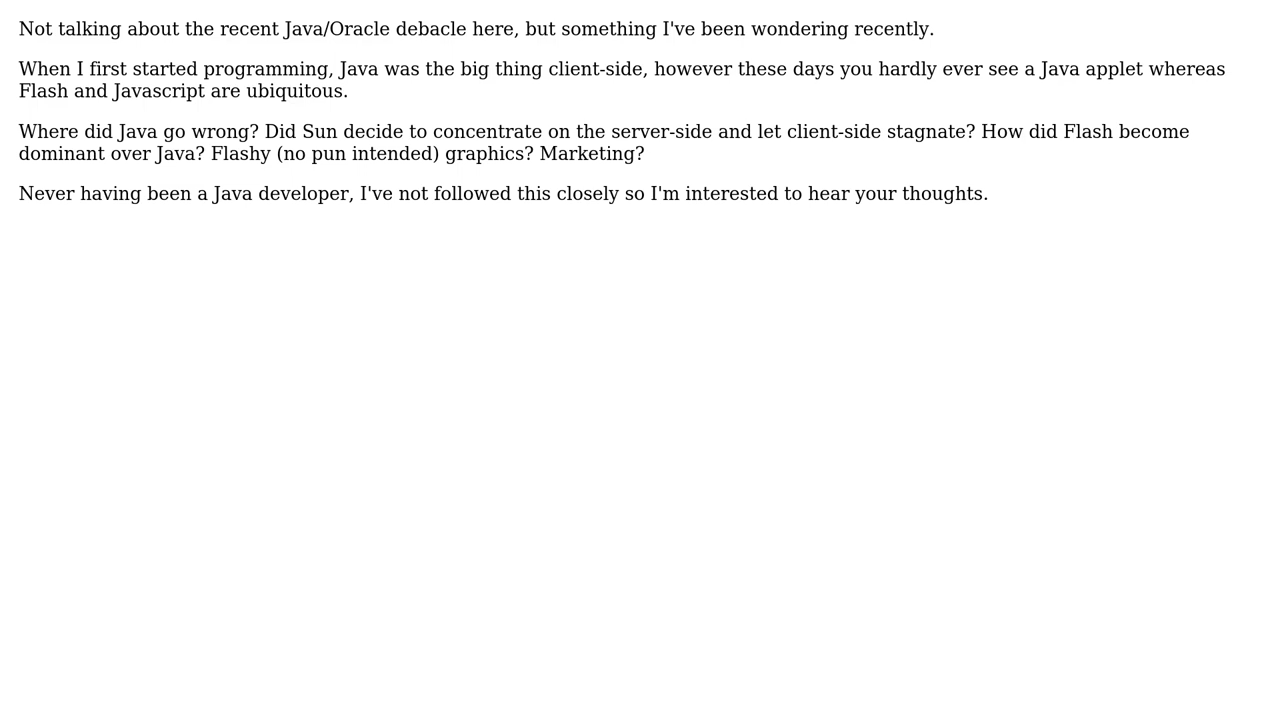 Not talking about the recent Java/Oracle debacle here, but something I've been wondering recently.
When I first started programming, Java was the big thing client-side, however these days you hardly ever see a Java applet whereas
Flash and Javascript are ubiquitous.
Where did Java go wrong? Did Sun decide to concentrate on the server-side and let client-side stagnate? How did Flash become
dominant over Java? Flashy (no pun intended) graphics? Marketing?
Never having been a Java developer, I've not followed this closely so I'm interested to hear your thoughts.